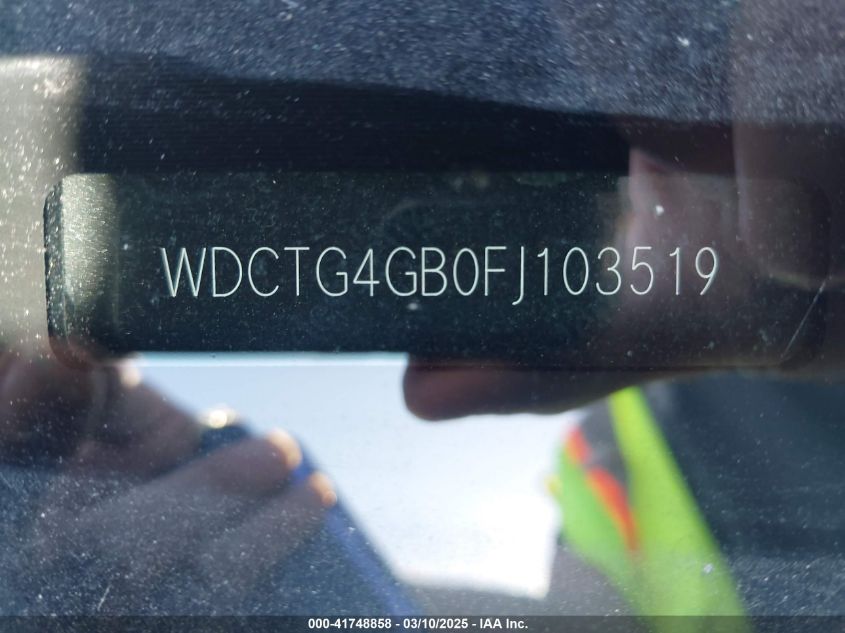 WDCTG4GB0FJ103519
000-41748858 - 03/10/2025 - IAA Inc.